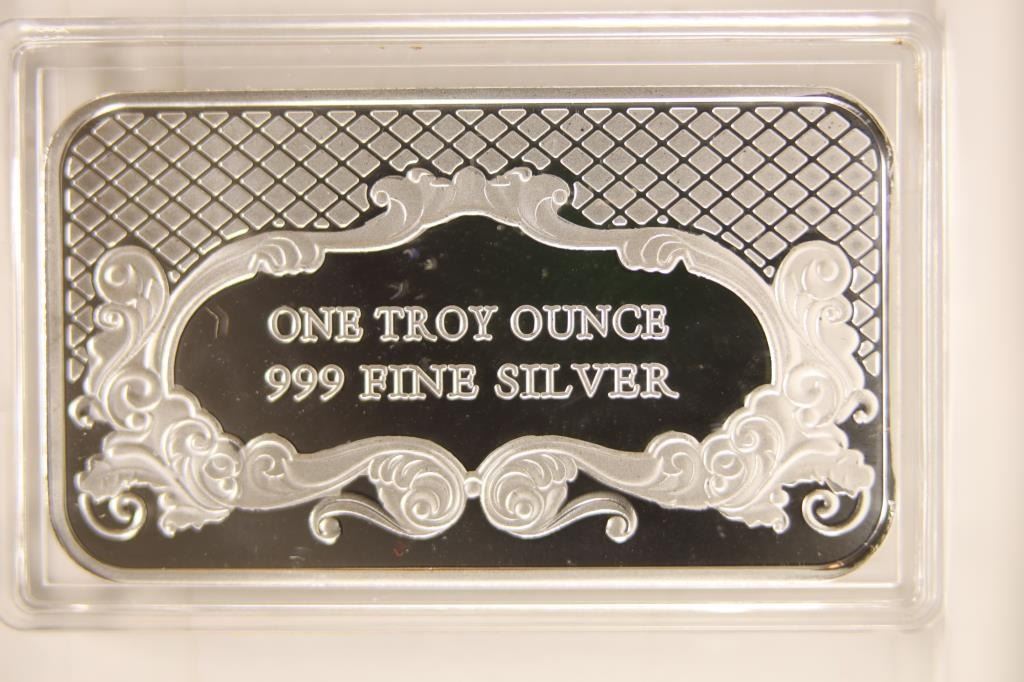 ONE TROY OUNCE
999 FINE SILVER